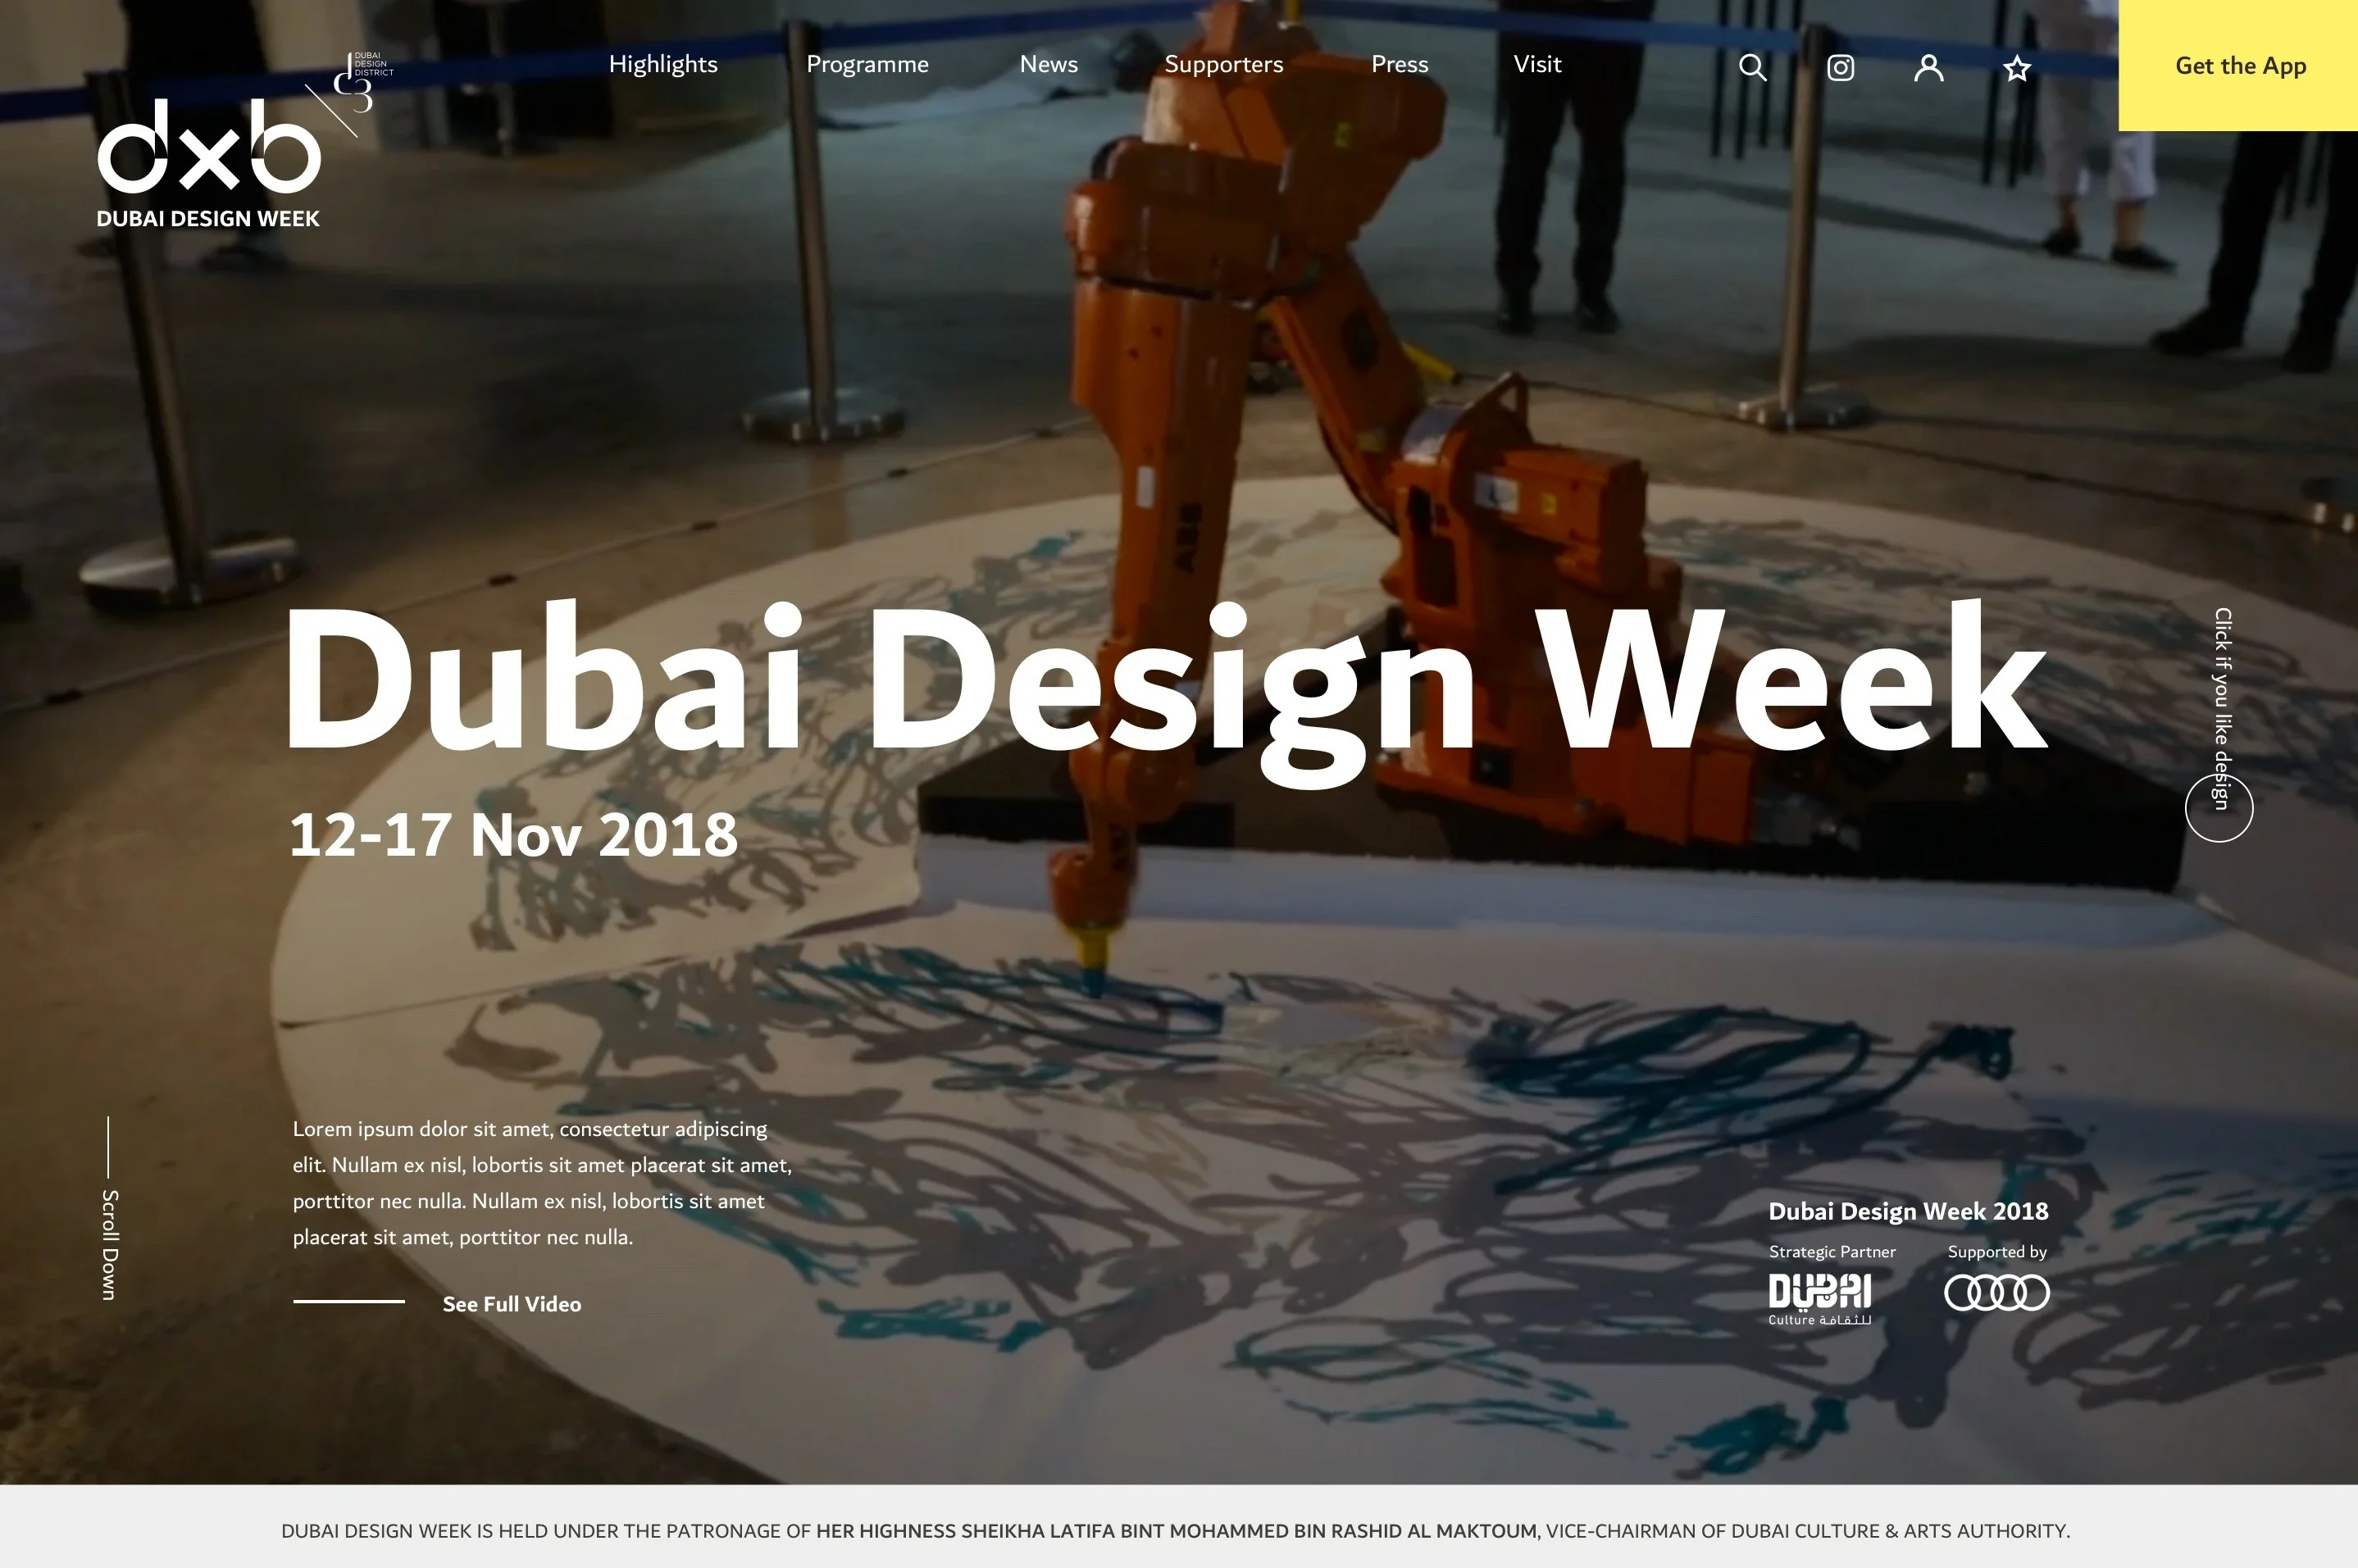 DUBAI
DESIGN
DISTRICT
d3
dxb
DUBAI DESIGN WEEK
Highlights
Programme
News
Supporters
Press
Visit
Get the App
ABB
Dubai Design Week
12-17 Nov 2018
Click if you like design
Lorem ipsum dolor sit amet, consectetur adipiscing
elit. Nullam ex nisl, lobortis sit amet placerat sit amet,
porttitor nec nulla. Nullam ex nisl, lobortis sit amet
placerat sit amet, porttitor nec nulla.
See Full Video
Scroll Down
Dubai Design Week 2018
Strategic Partner
Supported by
DUBAI
Culture للثقافة
DUBAI DESIGN WEEK IS HELD UNDER THE PATRONAGE OF HER HIGHNESS SHEIKHA LATIFA BINT MOHAMMED BIN RASHID AL MAKTOUM, VICE-CHAIRMAN OF DUBAI CULTURE & ARTS AUTHORITY.